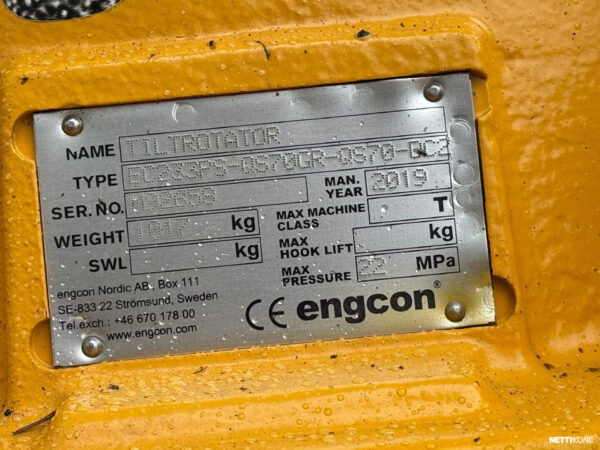 NAME TILTROTATOR
TYPE EC233PS-QS70GR-QS70-QC2
SER.NO. MAN. YEAR 2019
WEIGHT kg MAX MACHINE CLASS T
SWL kg MAX HOOK LIFT kg
MAX PRESSURE 22 MPa
engcon Nordic AB, Box 111
SE-833 22 Strömsund, Sweden
Tel.exch.: +46 670 178 00
www.engcon.com
CE engcon®
NETTIKONE